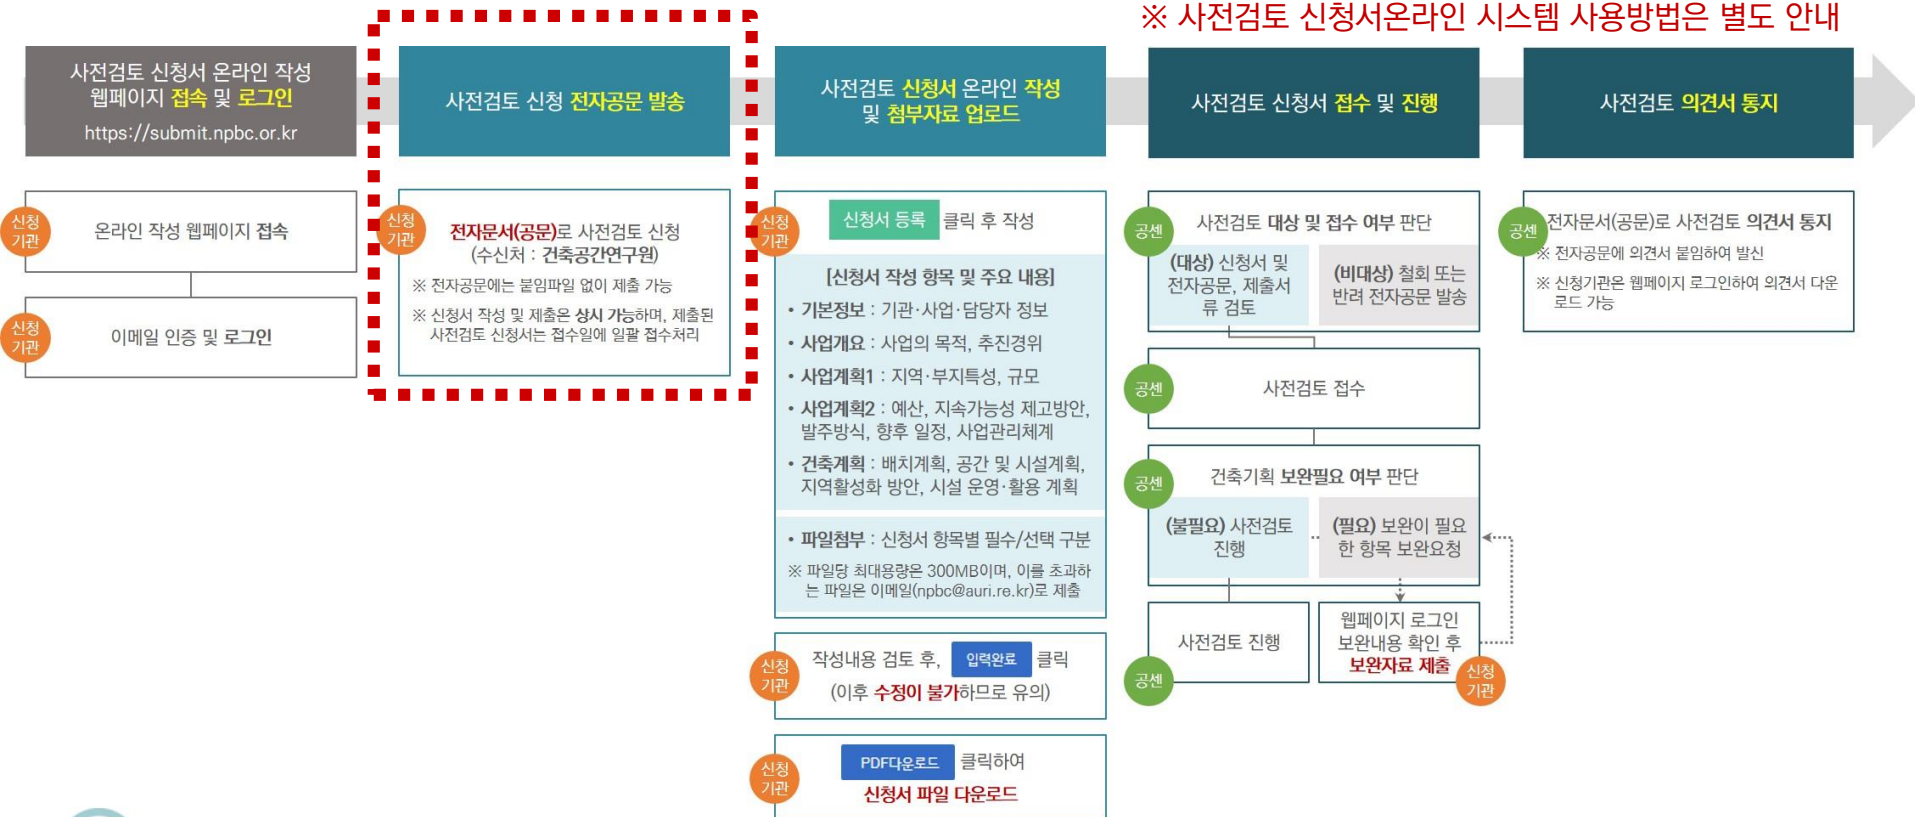 ※ 사전검토 신청서온라인 시스템 사용방법은 별도 안내
사전검토 신청서 온라인 작성
웹페이지 접속 및 로그인
https://submit.npbc.or.kr
신청
기관
온라인 작성 웹페이지 접속
신청
기관
이메일 인증 및 로그인
사전검토 신청 전자공문 발송
신청
기관
전자문서(공문)로 사전검토 신청
(수신처 : 건축공간연구원)
※ 전자공문에는 붙임파일 없이 제출 가능
※ 신청서 작성 및 제출은 상시 가능하며, 제출된
사전검토 신청서는 접수일에 일괄 접수처리
사전검토 신청서 온라인 작성
및 첨부자료 업로드
신청
기관
신청서 등록 클릭 후 작성
[신청서 작성 항목 및 주요 내용]
• 기본정보 : 기관·사업·담당자 정보
• 사업개요 : 사업의 목적, 추진경위
• 사업계획1 : 지역·부지특성, 규모
• 사업계획2 : 예산, 지속가능성 제고방안,
발주방식, 향후 일정, 사업관리체계
• 건축계획 : 배치계획, 공간 및 시설계획,
지역활성화 방안, 시설 운영·활용 계획
• 파일첨부 : 신청서 항목별 필수/선택 구분
※ 파일당 최대용량은 300MB이며, 이를 초과하
는 파일은 이메일(npbc@auri.re.kr)로 제출
신청
기관
작성내용 검토 후, 입력완료 클릭
(이후 수정이 불가하므로 유의)
신청
기관
PDF다운로드 클릭하여
신청서 파일 다운로드
사전검토 신청서 접수 및 진행
공센
사전검토 대상 및 접수 여부 판단
(대상) 신청서 및
전자공문, 제출서
류 검토
(비대상) 철회 또는
반려 전자공문 발송
공센
사전검토 접수
공센
건축기획 보완필요 여부 판단
(불필요) 사전검토
진행
(필요) 보완이 필요
한 항목 보완요청
공센
사전검토 진행
웹페이지 로그인
보완내용 확인 후
보완자료 제출
신청
기관
사전검토 의견서 통지
공센
전자문서(공문)로 사전검토 의견서 통지
※ 전자공문에 의견서 붙임하여 발신
※ 신청기관은 웹페이지 로그인하여 의견서 다운
로드 가능